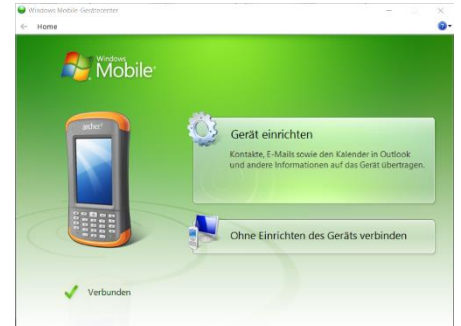 Windows Mobile-Gerätecenter
Home
Windows
Mobile
archer²
Gerät einrichten
Kontakte, E-Mails sowie den Kalender in Outlook
und andere Informationen auf das Gerät übertragen.
Ohne Einrichten des Geräts verbinden
Verbunden